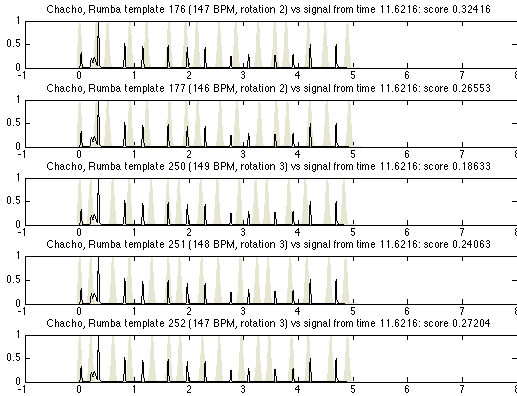 Chacho, Rumba template 176 (147 BPM, rotation 2) vs signal from time 11.6216: score 0.32416
1
0.5
0
-1 0 1 2 3 4 5 6 7 8
Chacho, Rumba template 177 (146 BPM, rotation 2) vs signal from time 11.6216: score 0.26553
1
0.5
0
-1 0 1 2 3 4 5 6 7 8
Chacho, Rumba template 250 (149 BPM, rotation 3) vs signal from time 11.6216: score 0.18633
1
0.5
0
-1 0 1 2 3 4 5 6 7 8
Chacho, Rumba template 251 (148 BPM, rotation 3) vs signal from time 11.6216: score 0.24063
1
0.5
0
-1 0 1 2 3 4 5 6 7 8
Chacho, Rumba template 252 (147 BPM, rotation 3) vs signal from time 11.6216: score 0.27204
1
0.5
0
-1 0 1 2 3 4 5 6 7 8